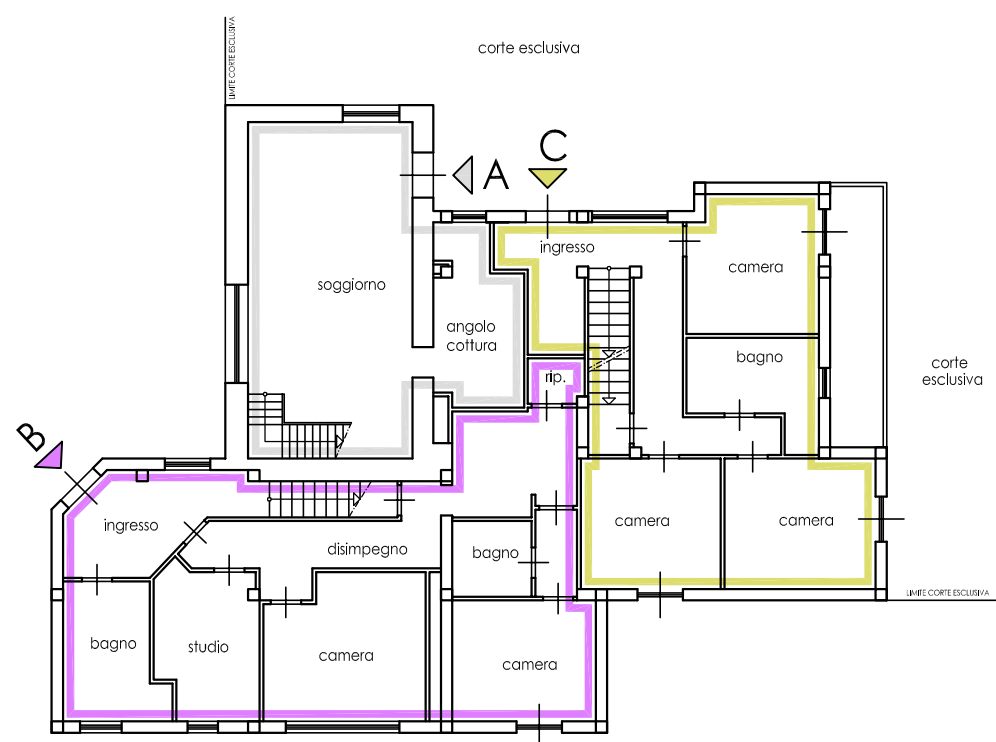 LIMITE CORTE ESCLUSIVA
corte esclusiva
C
A
ingresso
camera
soggiorno
angolo
cottura
bagno
corte
esclusiva
rip.
B
ingresso
disimpegno
bagno
camera
camera
bagno
studio
camera
camera
LIMITE CORTE ESCLUSIVA